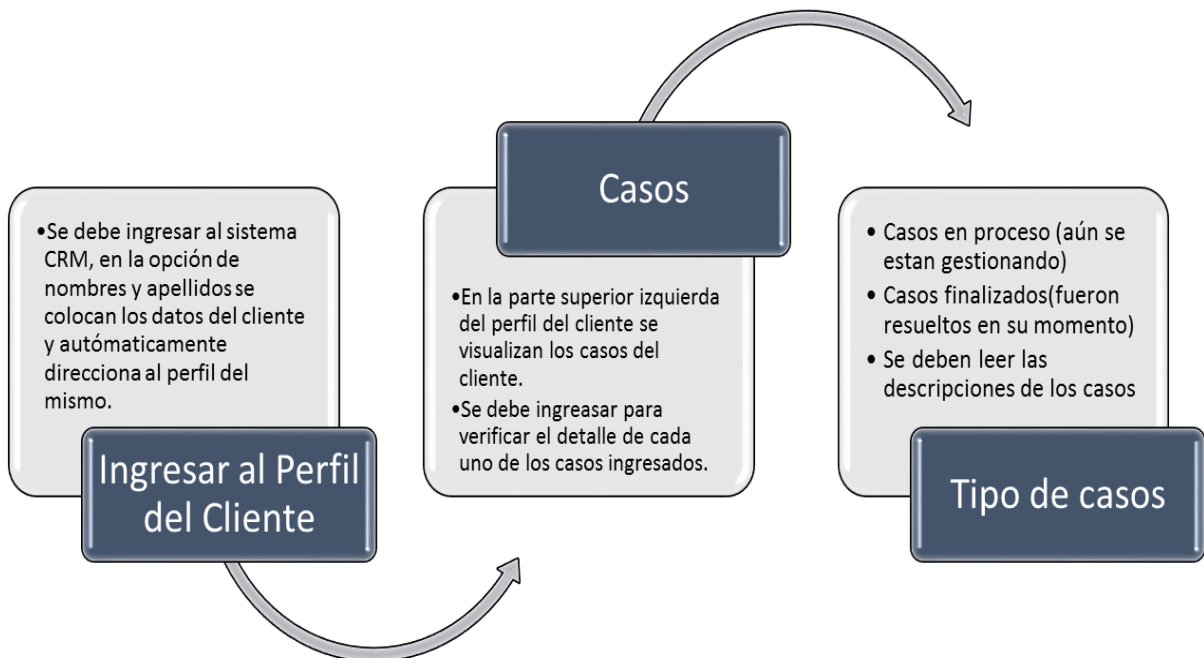 •Se debe ingresar al sistema
CRM, en la opción de
nombres y apellidos se
colocan los datos del cliente
y autómaticamente
direcciona al perfil del
mismo.
Ingresar al Perfil
del Cliente
Casos
•En la parte superior izquierda
del perfil del cliente se
visualizan los casos del
cliente.
•Se debe ingreasar para
verificar el detalle de cada
uno de los casos ingresados.
• Casos en proceso (aún se
estan gestionando)
• Casos finalizados(fueron
resueltos en su momento)
• Se deben leer las
descripciones de los casos
Tipo de casos